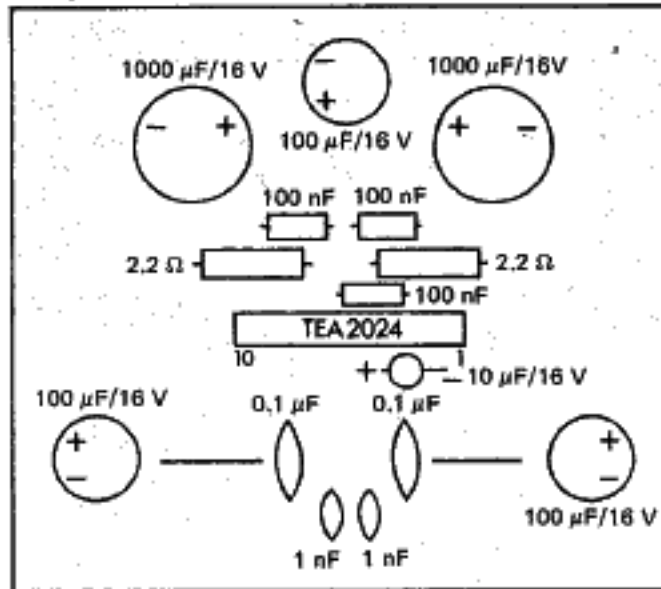 1000 µF/16 V
-
+
1000 µF/16V
- +
100 µF/16 V
+ -
100 nF 100 nF
2,2 Ω
2,2 Ω
100 nF
TEA2024
10
1
+
-
10 µF/16 V
100 µF/16 V
0,1 µF
0,1 µF
+
-
+
-
100 µF/16 V
1 nF 1 nF